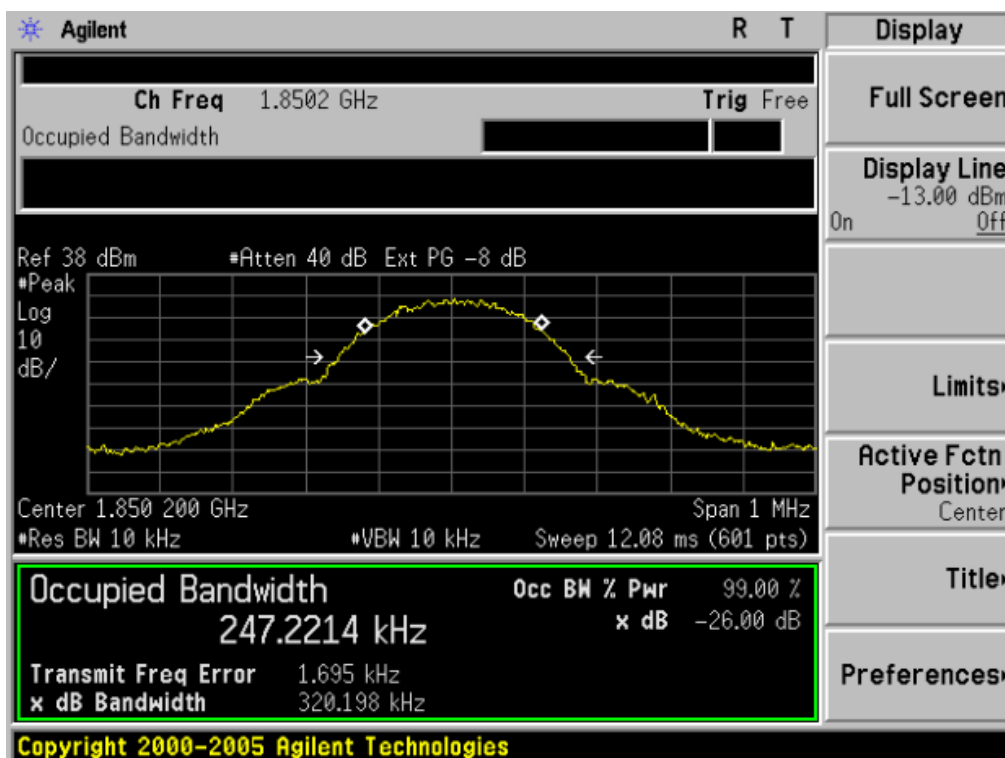 Agilent R T
Ch Freq 1.8502 GHz Trig Free
Occupied Bandwidth
Ref 38 dBm #Atten 40 dB Ext PG -8 dB
#Peak
Log
10
dB/
Center 1.850 200 GHz Span 1 MHz
#Res BW 10 kHz #VBW 10 kHz Sweep 12.08 ms (601 pts)
Occupied Bandwidth Occ BW % Pwr 99.00 %
247.2214 kHz x dB -26.00 dB
Transmit Freq Error 1.695 kHz
x dB Bandwidth 320.198 kHz
Copyright 2000-2005 Agilent Technologies
Display
Full Screen
Display Line
-13.00 dBm
On Off
Limits
Active Fctn
Position
Center
Title
Preferences